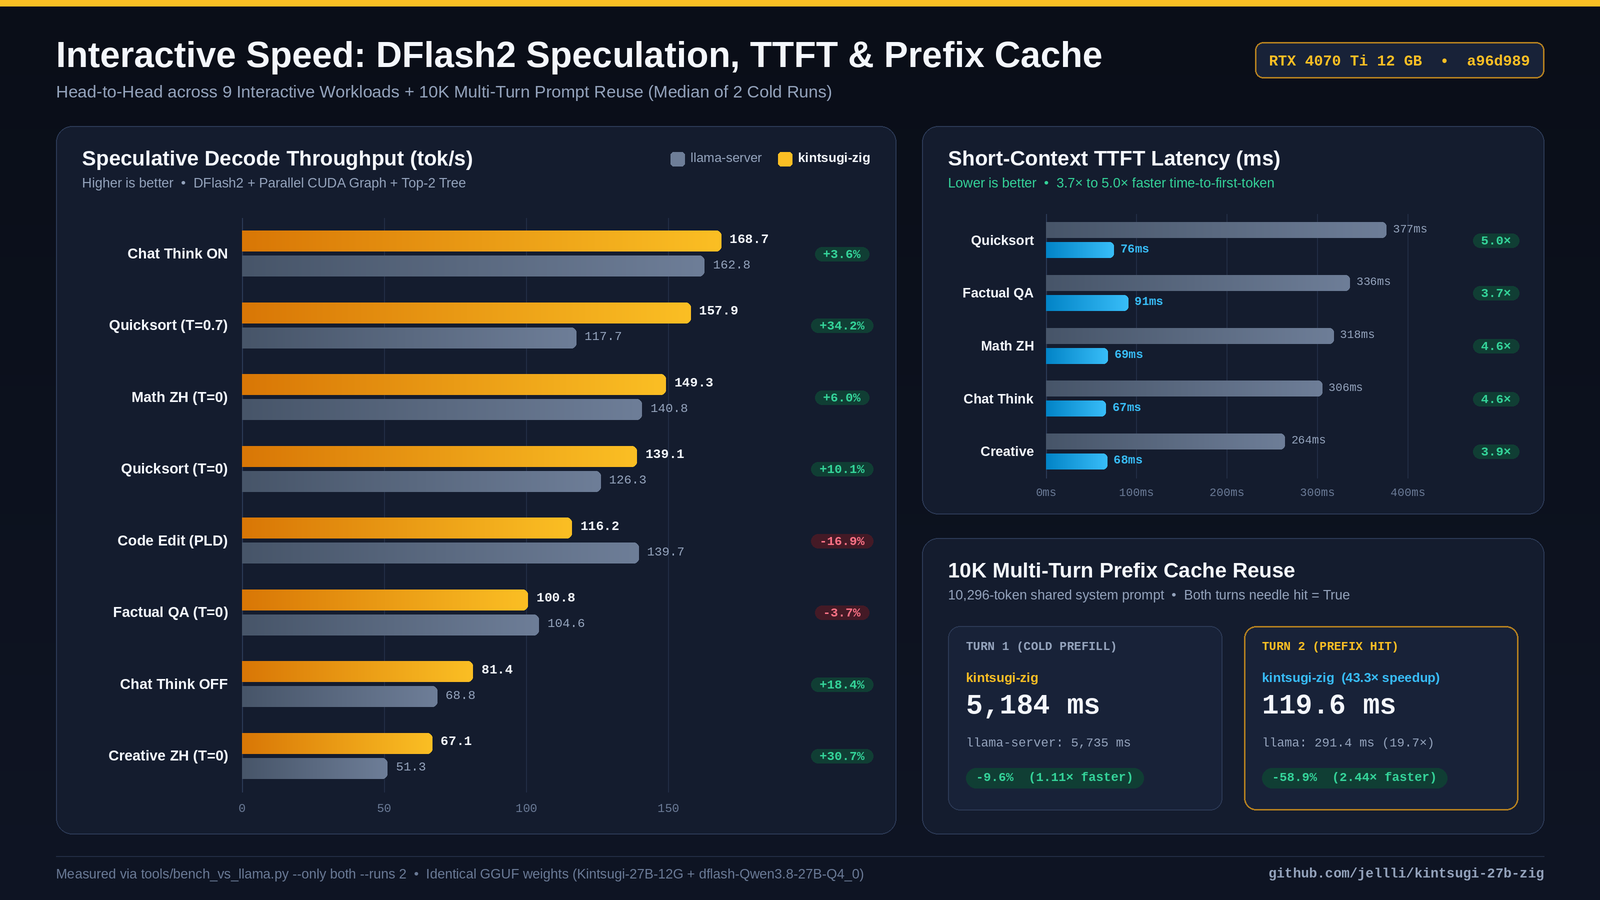 Interactive Speed: DFlash2 Speculation, TTFT & Prefix Cache
RTX 4070 Ti 12 GB • a96d989
Head-to-Head across 9 Interactive Workloads + 10K Multi-Turn Prompt Reuse (Median of 2 Cold Runs)
Speculative Decode Throughput (tok/s)
llama-server kintsugi-zig
Higher is better • DFlash2 + Parallel CUDA Graph + Top-2 Tree
Chat Think ON 168.7 162.8 +3.6%
Quicksort (T=0.7) 157.9 117.7 +34.2%
Math ZH (T=0) 149.3 140.8 +6.0%
Quicksort (T=0) 139.1 126.3 +10.1%
Code Edit (PLD) 116.2 139.7 -16.9%
Factual QA (T=0) 100.8 104.6 -3.7%
Chat Think OFF 81.4 68.8 +18.4%
Creative ZH (T=0) 67.1 51.3 +30.7%
0 50 100 150
Short-Context TTFT Latency (ms)
Lower is better • 3.7× to 5.0× faster time-to-first-token
Quicksort 377ms 76ms 5.0×
Factual QA 336ms 91ms 3.7×
Math ZH 318ms 69ms 4.6×
Chat Think 306ms 67ms 4.6×
Creative 264ms 68ms 3.9×
0ms 100ms 200ms 300ms 400ms
10K Multi-Turn Prefix Cache Reuse
10,296-token shared system prompt • Both turns needle hit = True
TURN 1 (COLD PREFILL)
kintsugi-zig
5,184 ms
llama-server: 5,735 ms
-9.6% (1.11× faster)
TURN 2 (PREFIX HIT)
kintsugi-zig (43.3× speedup)
119.6 ms
llama: 291.4 ms (19.7×)
-58.9% (2.44× faster)
Measured via tools/bench_vs_llama.py --only both --runs 2 • Identical GGUF weights (Kintsugi-27B-12G + dflash-Qwen3.8-27B-Q4_0)
github.com/jellli/kintsugi-27b-zig